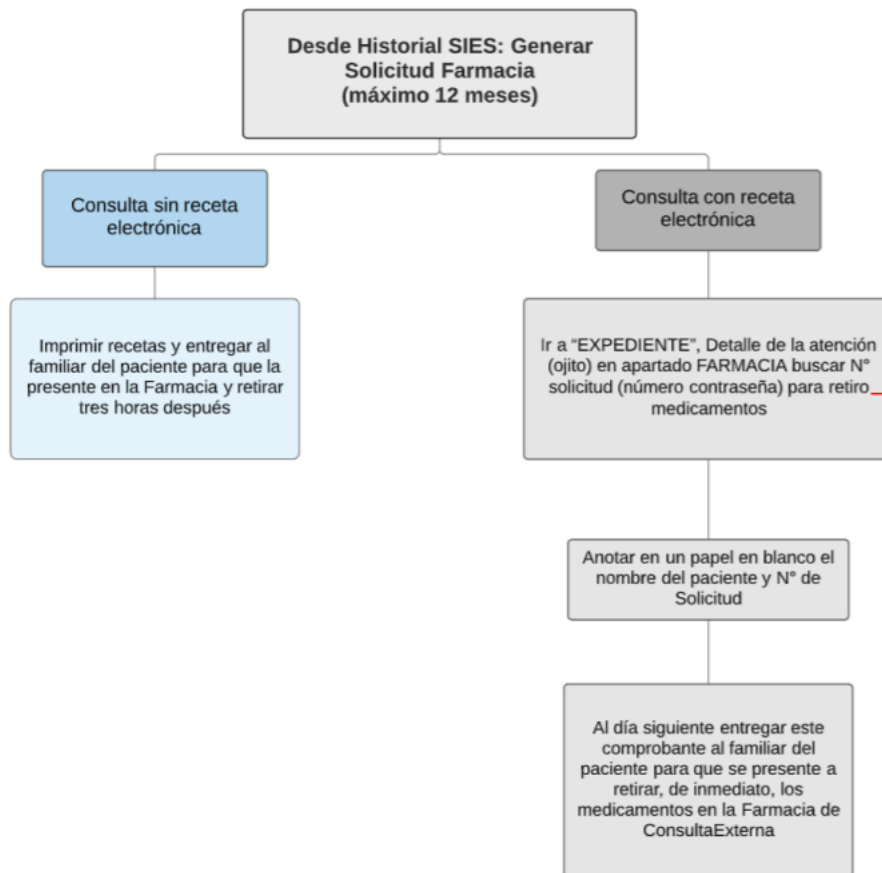 Desde Historial SIES: Generar
Solicitud Farmacia
(máximo 12 meses)
Consulta sin receta
electrónica
Consulta con receta
electrónica
Imprimir recetas y entregar al
familiar del paciente para que la
presente en la Farmacia y retirar
tres horas después
Ir a “EXPEDIENTE”, Detalle de la atención
(ojito) en apartado FARMACIA buscar N°
solicitud (número contraseña) para retiro
medicamentos
Anotar en un papel en blanco el
nombre del paciente y N° de
Solicitud
Al día siguiente entregar este
comprobante al familiar del
paciente para que se presente a
retirar, de inmediato, los
medicamentos en la Farmacia de
ConsultaExterna